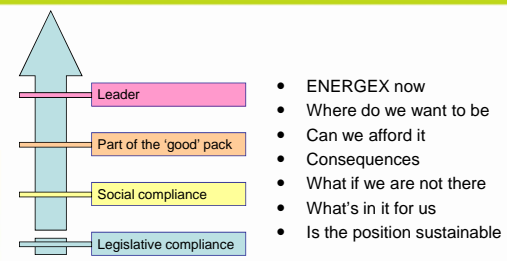 Leader
Part of the 'good' pack
Social compliance
Legislative compliance
• ENERGEX now
• Where do we want to be
• Can we afford it
• Consequences
• What if we are not there
• What's in it for us
• Is the position sustainable